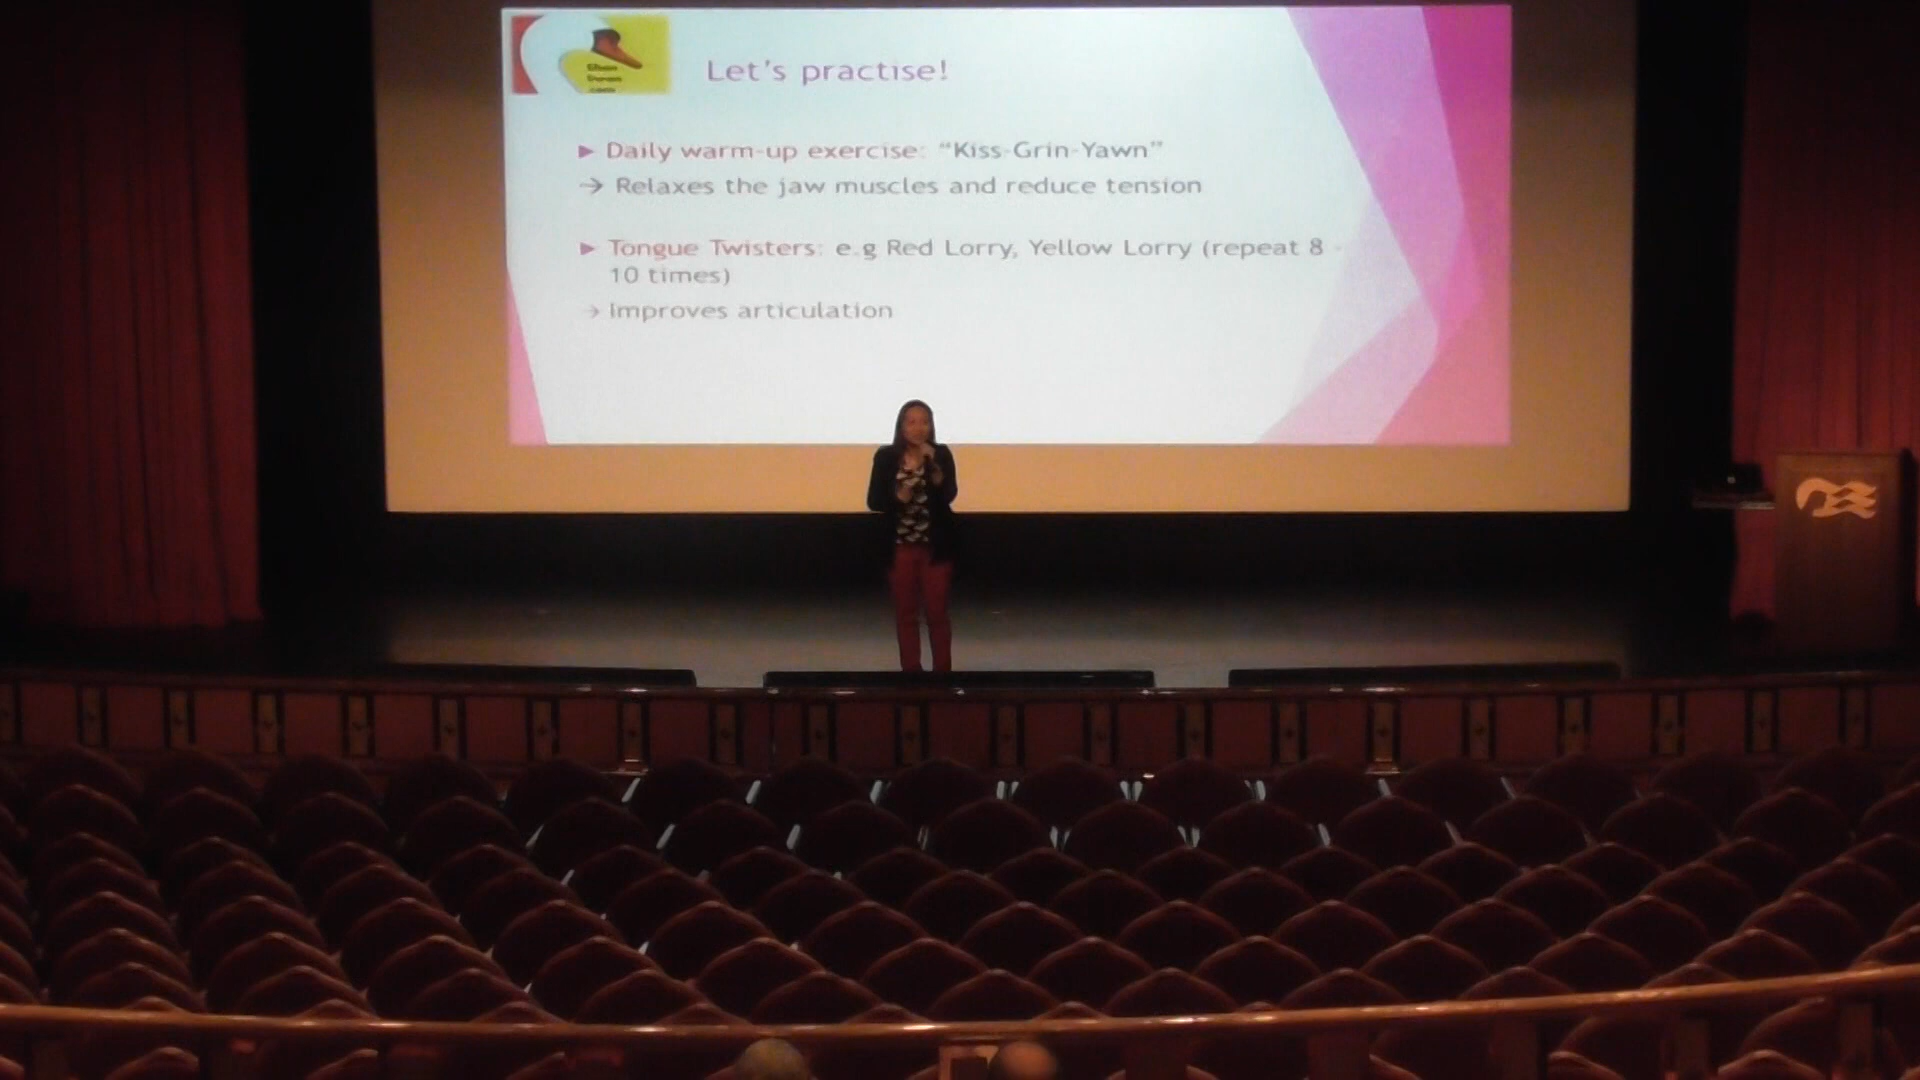 Let's practise!
► Daily warm-up exercise: “Kiss-Grin-Yawn”
→ Relaxes the jaw muscles and reduce tension
► Tongue Twisters: e.g Red Lorry, Yellow Lorry (repeat 8 -
10 times)
→ Improves articulation